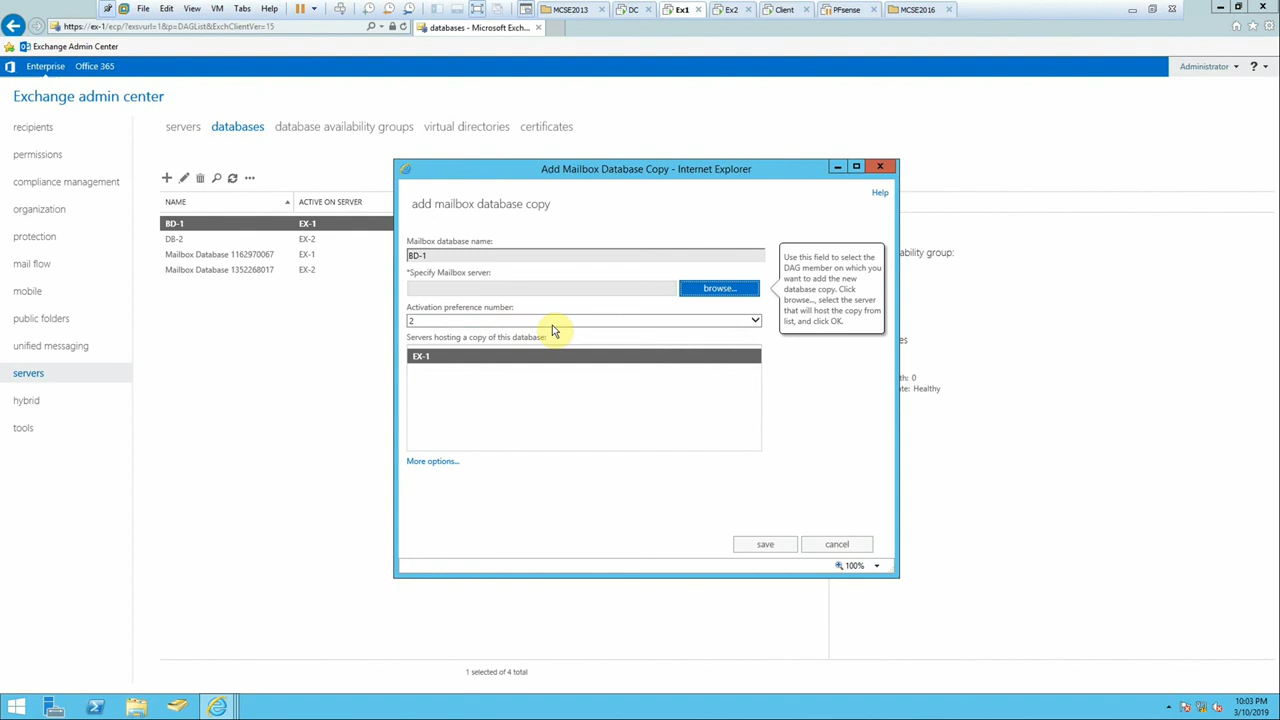 File Edit View VM Tabs Help
MCSE2013 DC Ex1 Ex2 Client PFsense MCSE2016
https://ex-1/ecp/?exsvurl=1&p=DAGList&ExchClientVer=15
databases - Microsoft Exch...
Exchange Admin Center
Enterprise Office 365
Administrator ?
Exchange admin center
recipients
permissions
compliance management
organization
protection
mail flow
mobile
public folders
unified messaging
servers
hybrid
tools
servers databases database availability groups virtual directories certificates
NAME ACTIVE ON SERVER
BD-1 EX-1
DB-2 EX-2
Mailbox Database 1162970067 EX-1
Mailbox Database 1352268017 EX-2
1 selected of 4 total
Add Mailbox Database Copy - Internet Explorer
Help
add mailbox database copy
Mailbox database name:
BD-1
*Specify Mailbox server:
browse...
Activation preference number:
2
Servers hosting a copy of this database:
EX-1
More options...
Use this field to select the
DAG member on which you
want to add the new
database copy. Click
browse..., select the server
that will host the copy from
list, and click OK.
save cancel
100%
ability group:
es
th: 0
te: Healthy
10:03 PM
3/10/2019